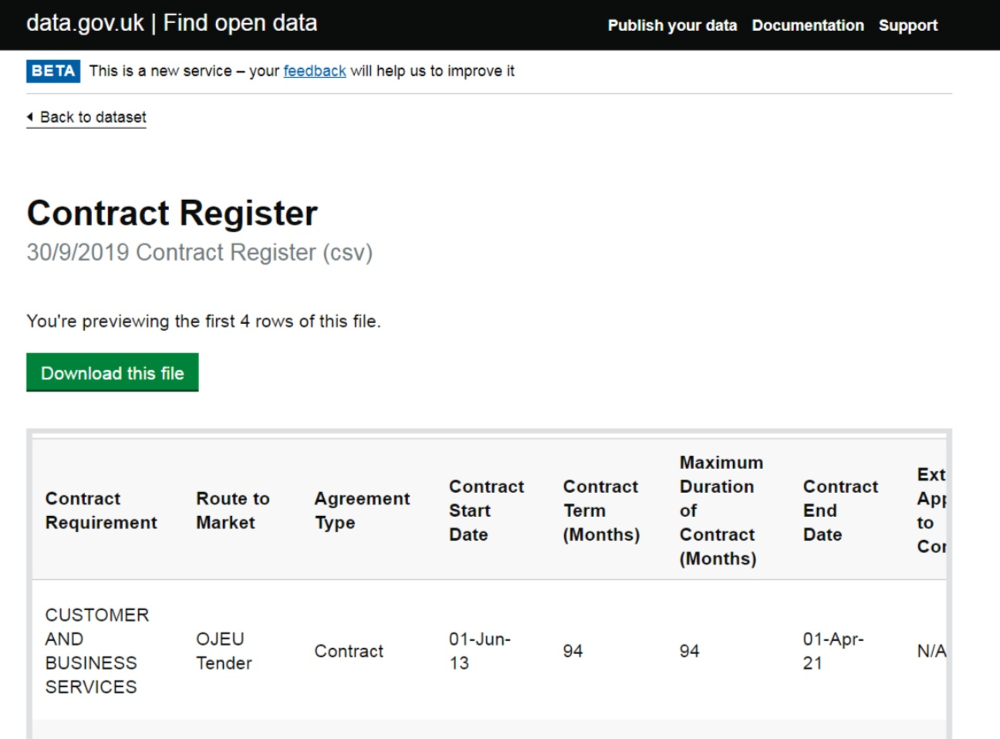 data.gov.uk | Find open data
Publish your data Documentation Support
BETA This is a new service – your feedback will help us to improve it
Back to dataset
Contract Register
30/9/2019 Contract Register (csv)
You're previewing the first 4 rows of this file.
Download this file
Contract
Requirement
Route to
Market
Agreement
Type
Contract
Start
Date
Contract
Term
(Months)
Maximum
Duration
of
Contract
(Months)
Contract
End
Date
Ext
App
to
Cor
CUSTOMER
AND
BUSINESS
SERVICES
OJEU
Tender
Contract
01-Jun-
13
94
94
01-Apr-
21
N/A